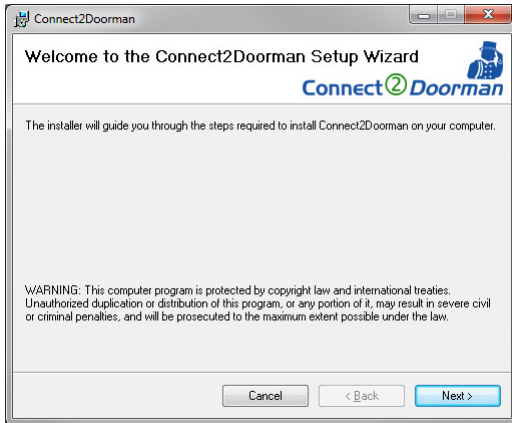 Connect2Doorman
Welcome to the Connect2Doorman Setup Wizard
Connect2Doorman
The installer will guide you through the steps required to install Connect2Doorman on your computer.
WARNING: This computer program is protected by copyright law and international treaties.
Unauthorized duplication or distribution of this program, or any portion of it, may result in severe civil
or criminal penalties, and will be prosecuted to the maximum extent possible under the law.
Cancel < Back Next >